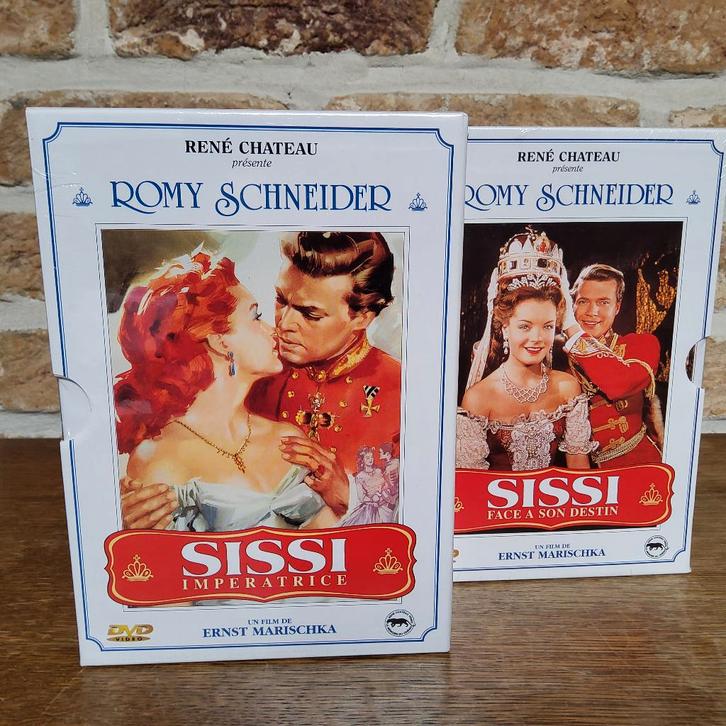 RENÉ CHATEAU
présente
ROMY SCHNEIDER
SISSI
IMPERATRICE
UN FILM DE
ERNST MARISCHKA
DVD
VIDEO
RENÉ CHATEAU
présente
ROMY SCHNEIDER
SISSI
FACE A SON DESTIN
UN FILM DE
ERNST MARISCHKA